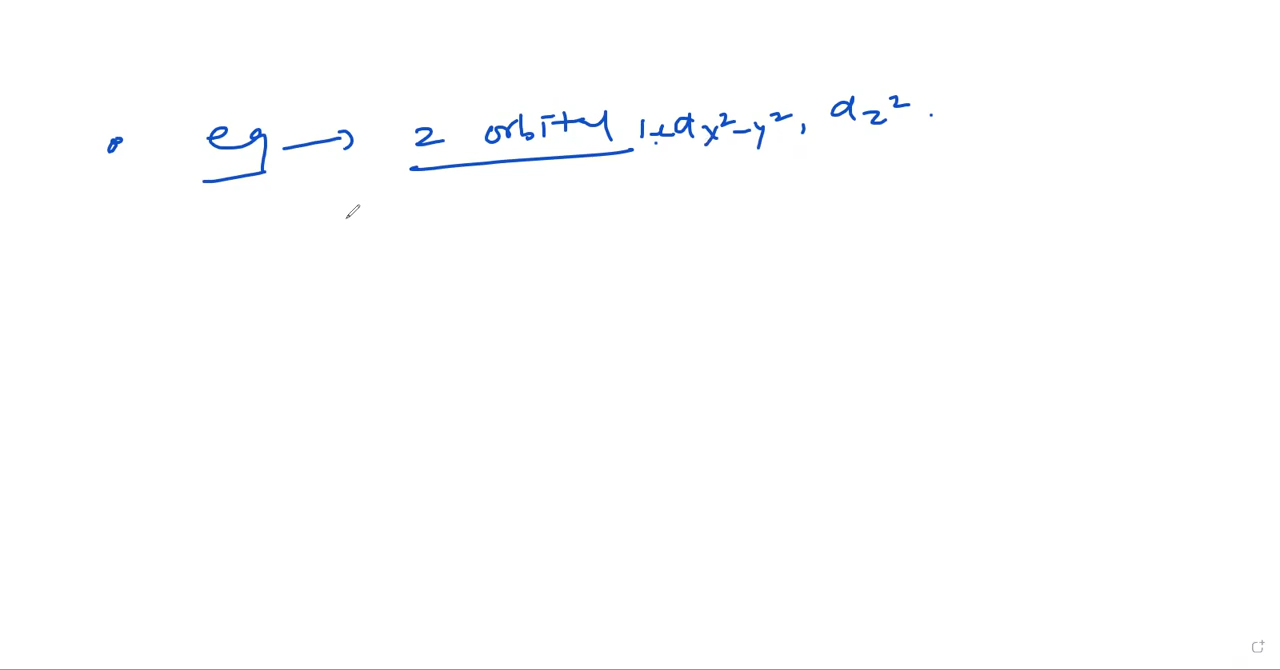 • eg → 2 orbital i.e dx²-y², dz².